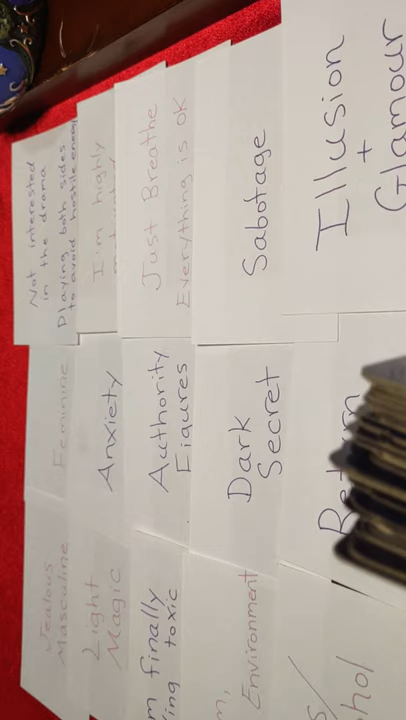 Not interested
in the drama
Playing both sides
to avoid hostile energy
I'm highly
Just Breathe
Everything is OK
Sabotage
Illusion
+
Glamour
Feminine
Anxiety
Authority
Figures
Dark
Secret
Return
Jealous
Masculine
Light
Magic
m finally
ing toxic
m,
Environment
s/
hol